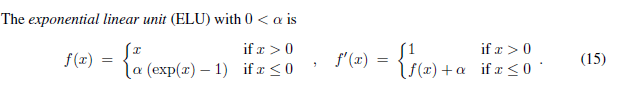 The exponential linear unit (ELU) with 0 < α is
f(x) = { x if x > 0 ; α (exp(x) − 1) if x ≤ 0 , f′(x) = { 1 if x > 0 ; f(x) + α if x ≤ 0 . (15)